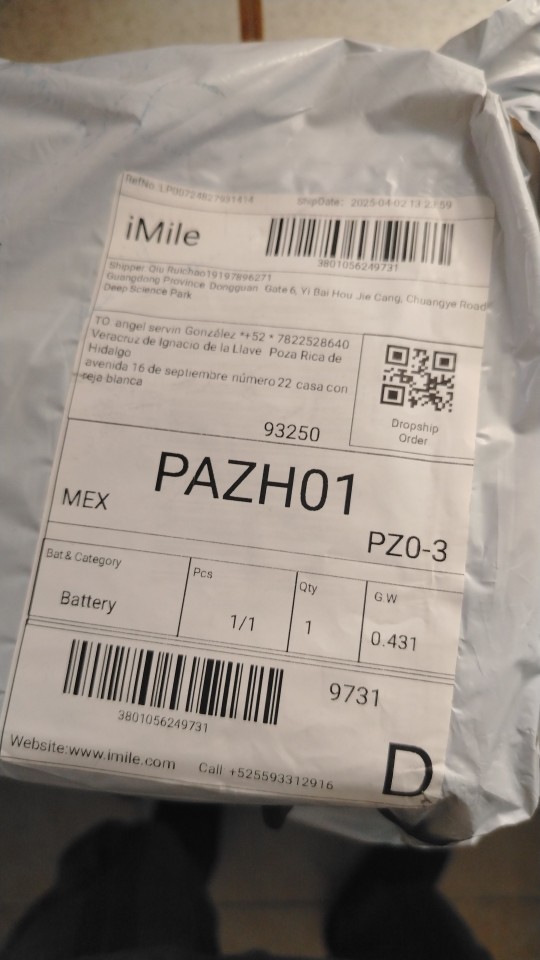 RefNo.:LP00724827931414
ShipDate: 2025-04-02 13:2
iMile
3801056249731
Shipper Qiu Ruichao19197896271
Guangdong Province Dongguan Gate 6, Yi Bai Hou Jie Cang, Chuangye Road
Deep Science Park
TO angel servin González *+52 * 7822528640
Veracruz de Ignacio de la Llave Poza Rica de
Hidalgo
avenida 16 de septiembre número 22 casa con
reja blanca
Dropship
Order
93250
PAZH01
MEX
PZ0-3
Bat & Category
Pcs
Qty
G.W
Battery
1/1
1
0.431
3801056249731
9731
Website:www.imile.com
Call +525593312916
D